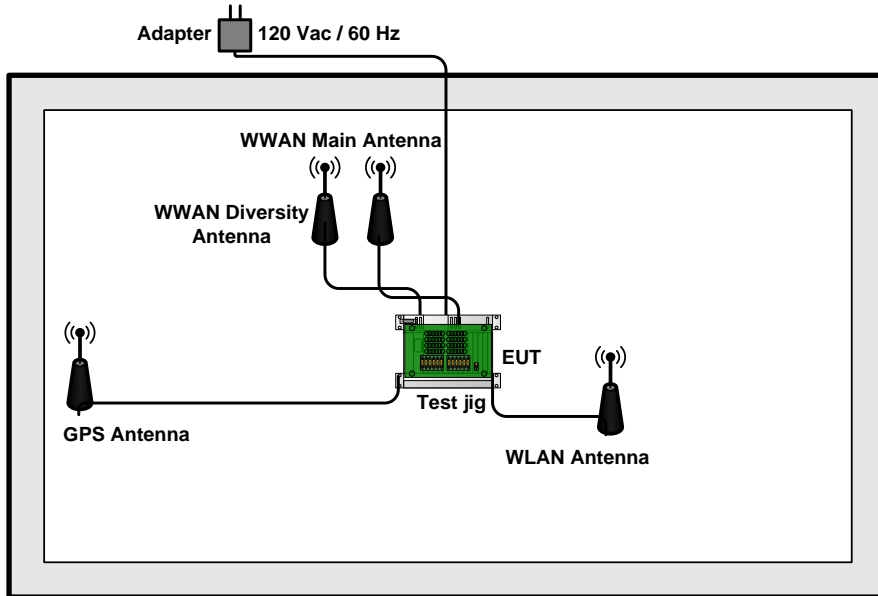 Adapter
120 Vac / 60 Hz
WWAN Main Antenna
WWAN Diversity
Antenna
EUT
Test jig
GPS Antenna
WLAN Antenna